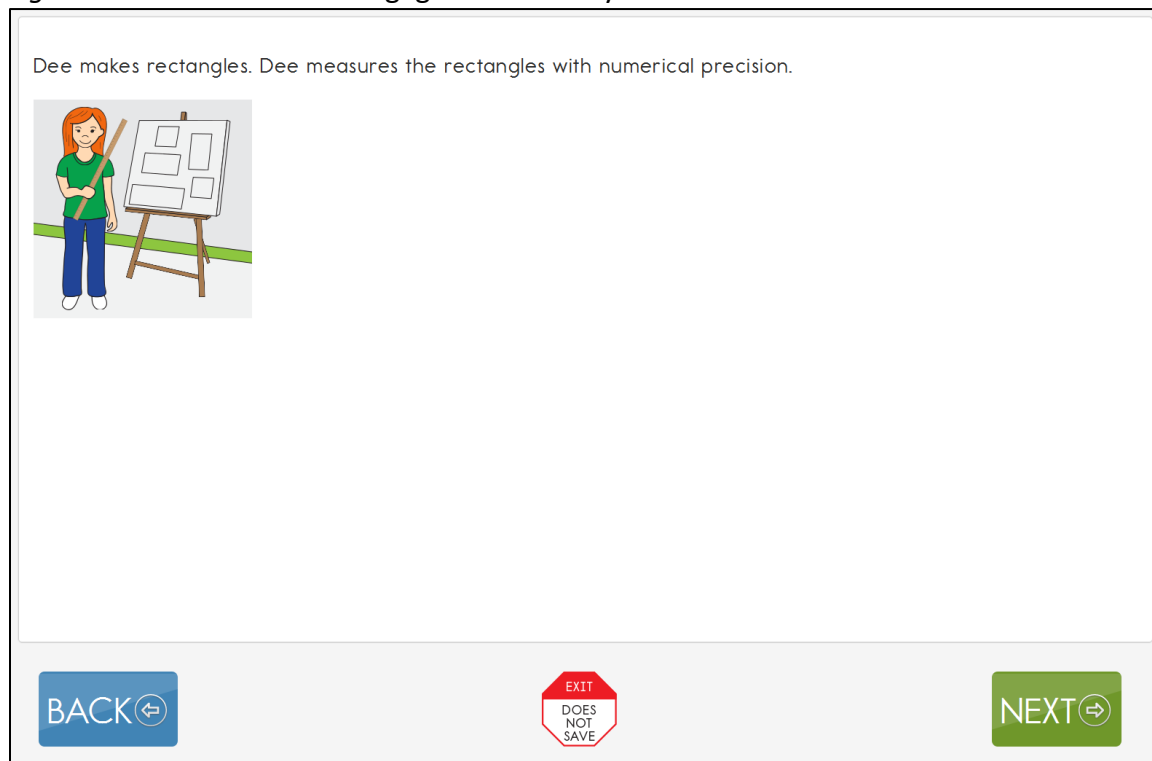 Dee makes rectangles. Dee measures the rectangles with numerical precision.
BACK
EXIT
DOES
NOT
SAVE
NEXT